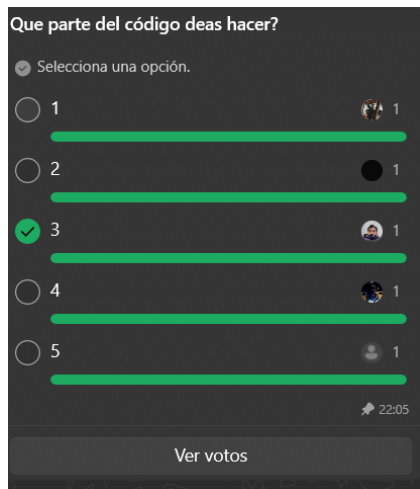 Que parte del código deas hacer?
Selecciona una opción.
1 1
2 1
3 1
4 1
5 1
22:05
Ver votos